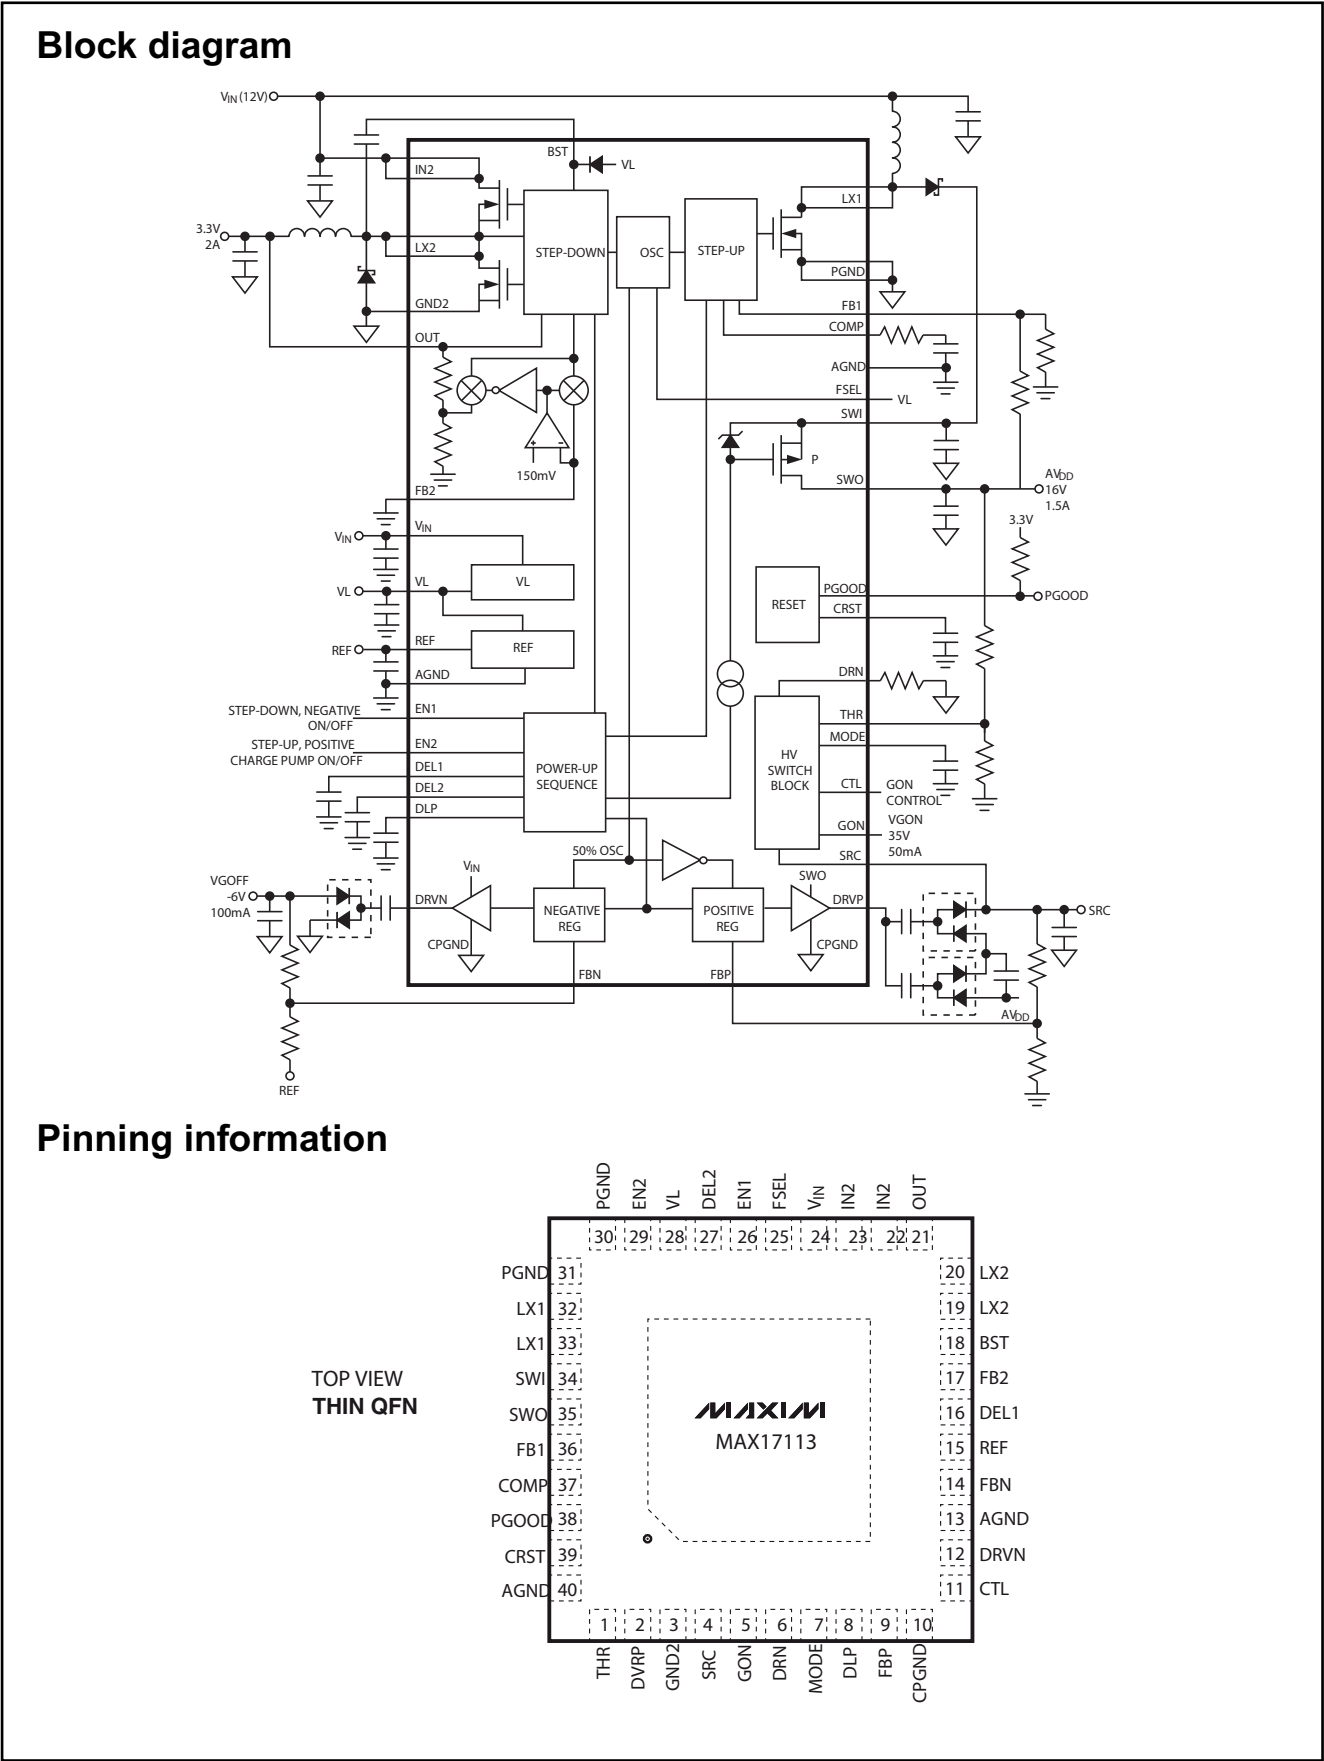 Block diagram
VIN (12V)
BST
VL
IN2
LX1
3.3V
2A
LX2
STEP-DOWN
OSC
STEP-UP
PGND
GND2
FB1
OUT
COMP
AGND
FSEL
VL
SWI
+
−
150mV
P
SWO
AVDD
16V
1.5A
FB2
3.3V
VIN
VIN
VL
VL
VL
RESET
PGOOD
PGOOD
CRST
REF
REF
REF
AGND
DRN
STEP-DOWN, NEGATIVE
ON/OFF
EN1
THR
STEP-UP, POSITIVE
CHARGE PUMP ON/OFF
EN2
MODE
DEL1
POWER-UP
SEQUENCE
HV
SWITCH
BLOCK
CTL
GON
CONTROL
DEL2
DLP
GON
VGON
35V
50mA
50% OSC
SRC
VIN
SWO
VGOFF
-6V
100mA
DRVN
NEGATIVE
REG
POSITIVE
REG
DRVP
SRC
CPGND
CPGND
FBN
FBP
AVDD
REF
Pinning information
PGND
EN2
VL
DEL2
EN1
FSEL
VIN
IN2
IN2
OUT
30 29 28 27 26 25 24 23 22 21
PGND 31
20 LX2
LX1 32
19 LX2
LX1 33
18 BST
TOP VIEW
THIN QFN
SWI 34
17 FB2
SWO 35
16 DEL1
FB1 36
15 REF
COMP 37
14 FBN
PGOOD 38
13 AGND
CRST 39
12 DRVN
AGND 40
11 CTL
MAXIM
MAX17113
1 2 3 4 5 6 7 8 9 10
THR
DVRP
GND2
SRC
GON
DRN
MODE
DLP
FBP
CPGND